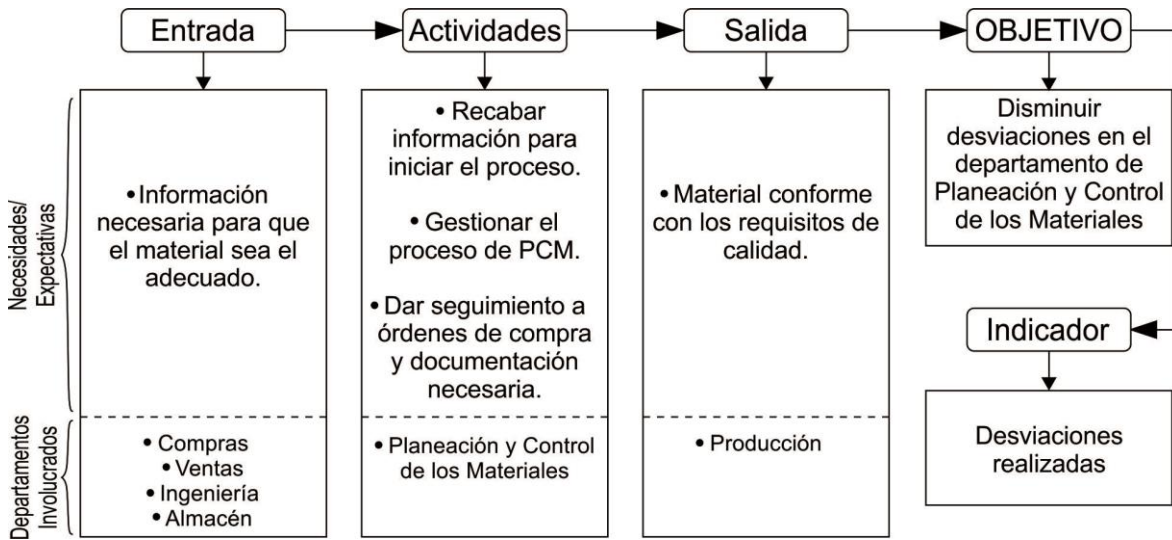 Entrada
Actividades
Salida
OBJETIVO
Necesidades/
Expectativas
• Información
necesaria para que
el material sea el
adecuado.
• Recabar
información para
iniciar el proceso.
• Gestionar el
proceso de PCM.
• Dar seguimiento a
órdenes de compra
y documentación
necesaria.
• Material conforme
con los requisitos de
calidad.
Disminuir
desviaciones en el
departamento de
Planeación y Control
de los Materiales
Indicador
Desviaciones
realizadas
Departamentos
Involucrados
• Compras
• Ventas
• Ingeniería
• Almacén
• Planeación y Control
de los Materiales
• Producción